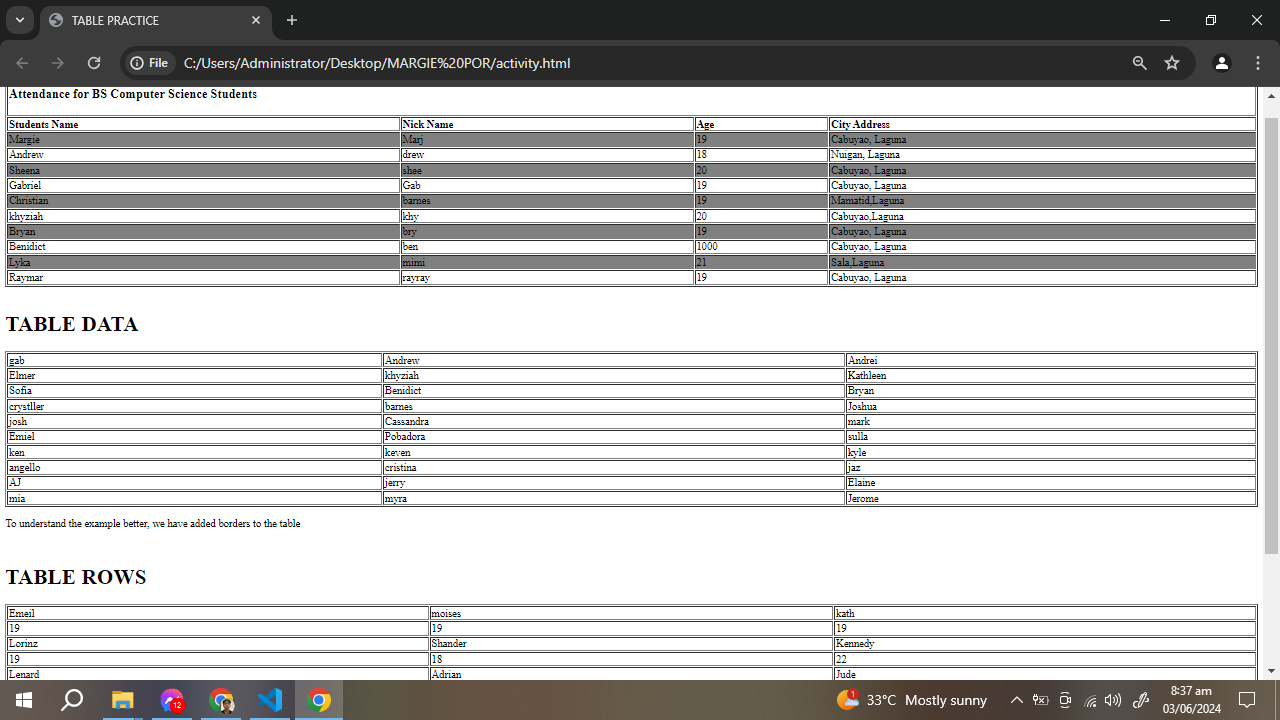 TABLE PRACTICE
File C:/Users/Administrator/Desktop/MARGIE%20POR/activity.html
Attendance for BS Computer Science Students
Students Name Nick Name Age City Address
Margie Marj 19 Cabuyao, Laguna
Andrew drew 18 Nuigan, Laguna
Sheena shee 20 Cabuyao, Laguna
Gabriel Gab 19 Cabuyao, Laguna
Christian barnes 19 Mamatid,Laguna
khyziah khy 20 Cabuyao,Laguna
Bryan bry 19 Cabuyao, Laguna
Benidict ben 1000 Cabuyao, Laguna
Lyka mimi 21 Sala,Laguna
Raymar rayray 19 Cabuyao, Laguna
TABLE DATA
gab Andrew Andrei
Elmer khyziah Kathleen
Sofia Benidict Bryan
crystller barnes Joshua
josh Cassandra mark
Emiel Pobadora sulla
ken keven kyle
angello cristina jaz
AJ jerry Elaine
mia myra Jerome
To understand the example better, we have added borders to the table
TABLE ROWS
Emeil moises kath
19 19 19
Lorinz Shander Kennedy
19 18 22
Lenard Adrian Jude
12 1 33°C Mostly sunny 8:37 am
03/06/2024